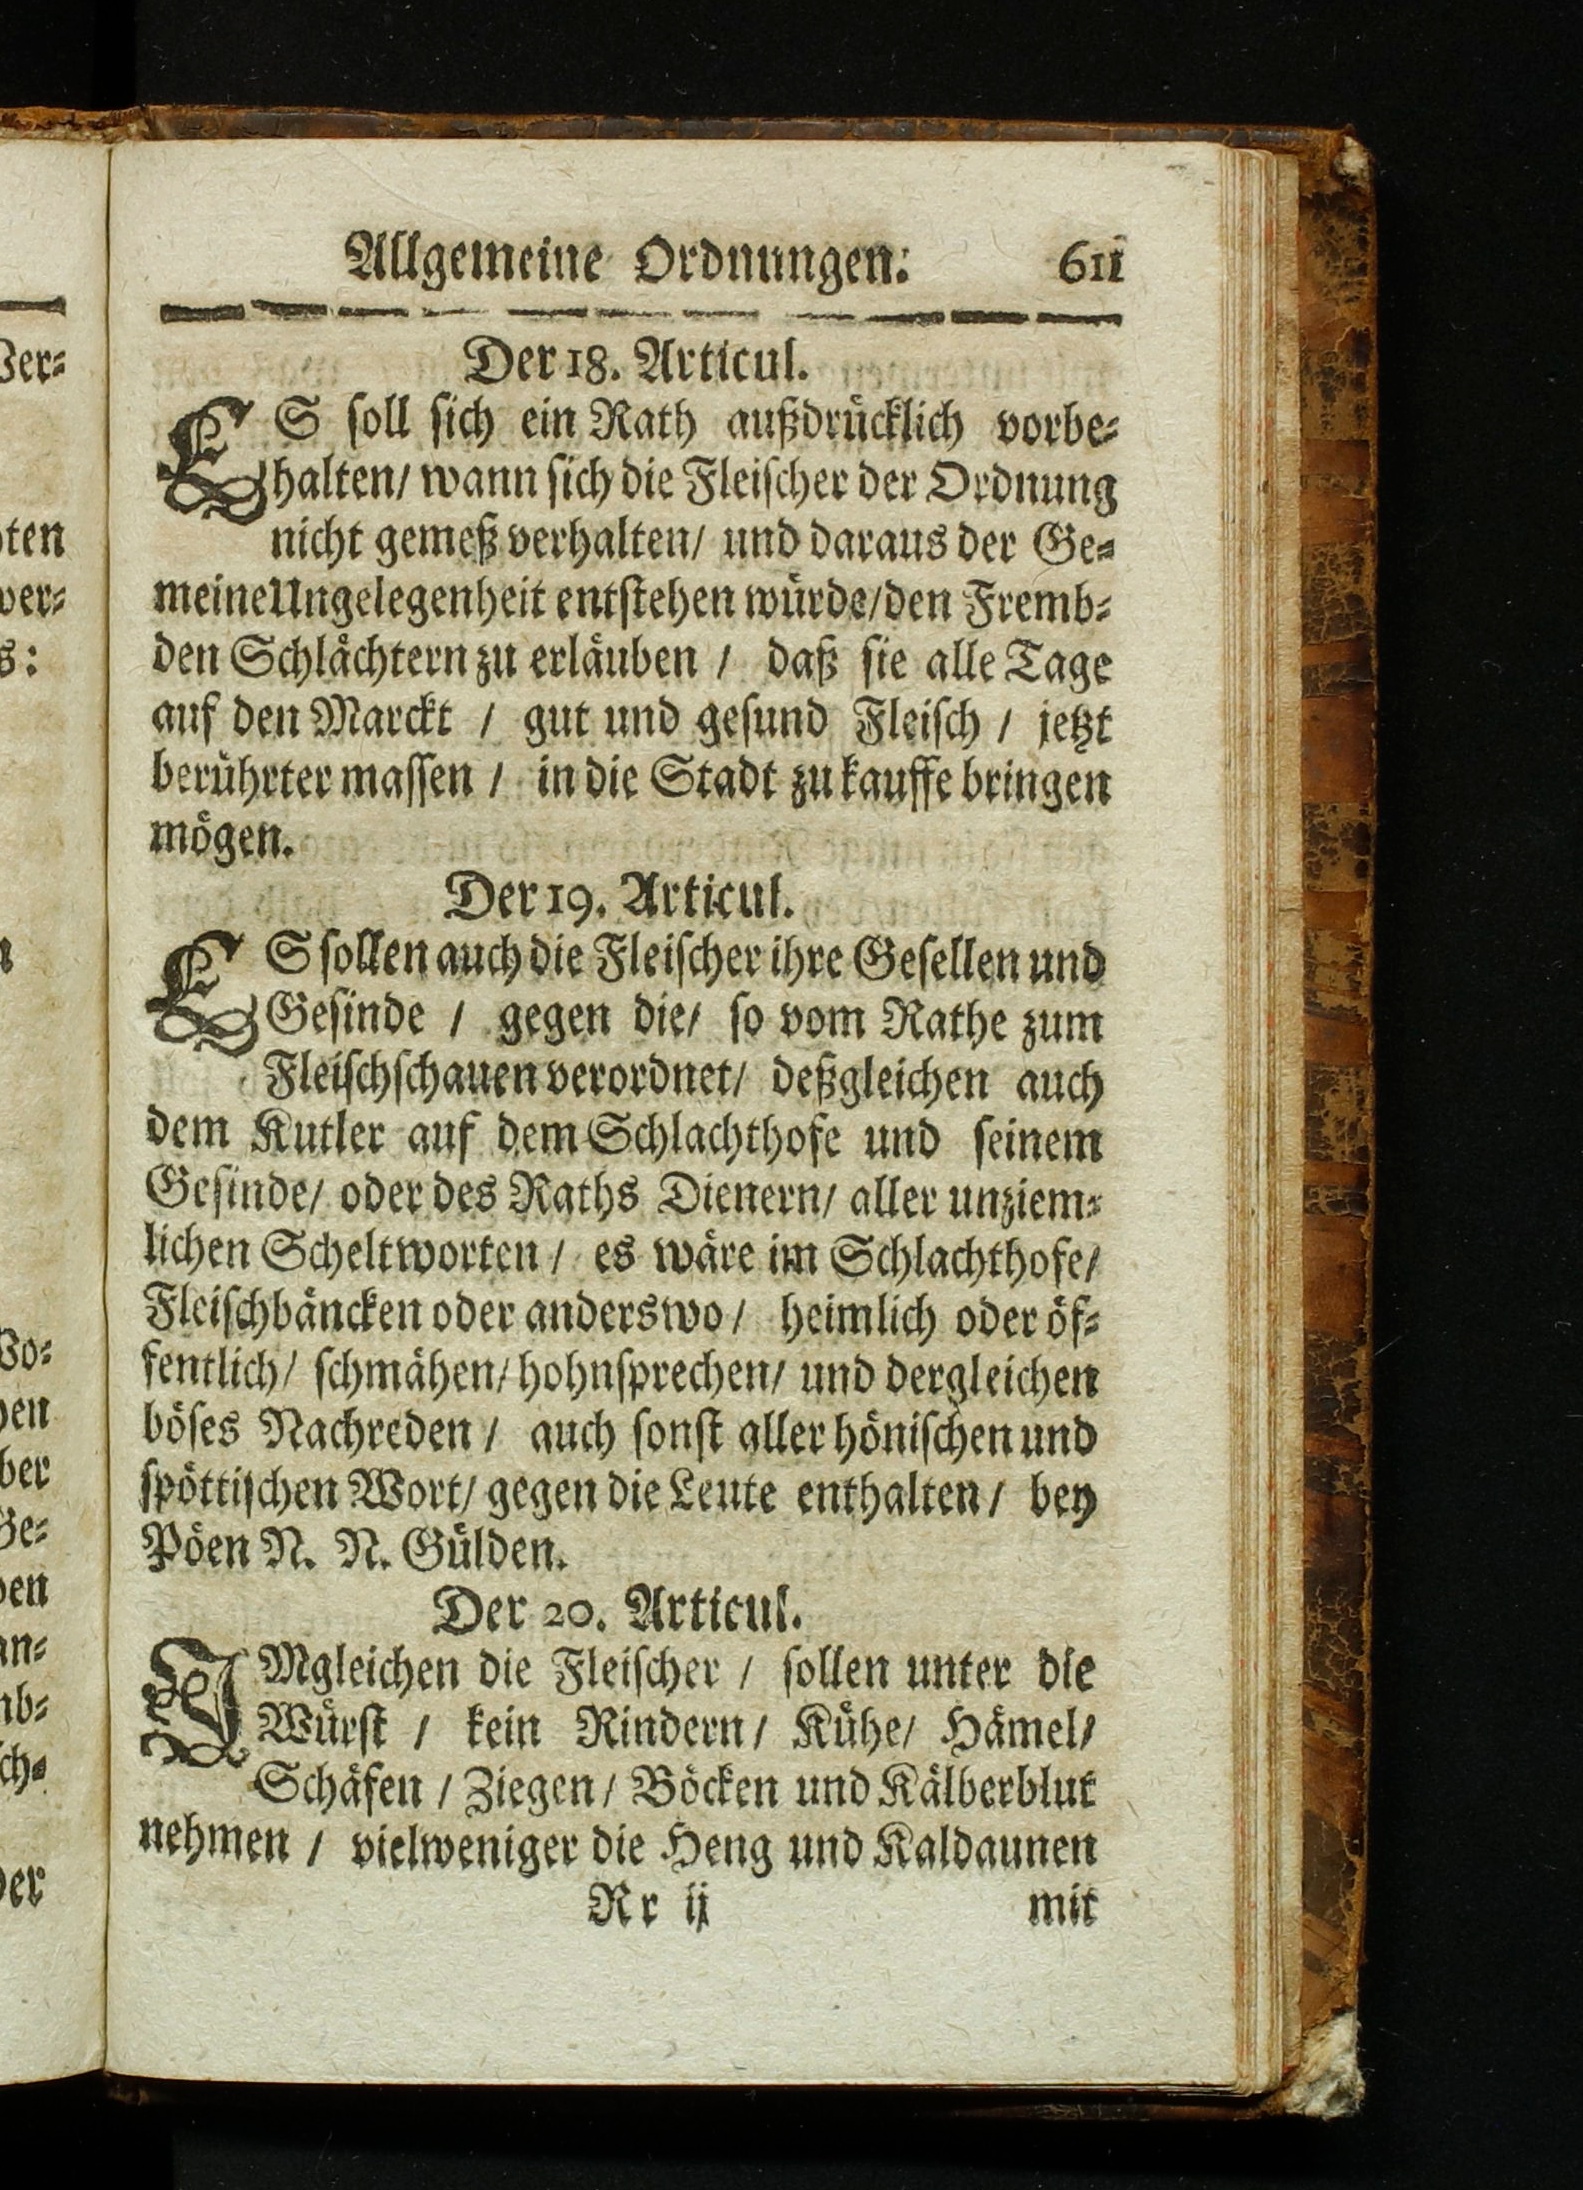 Allgemeine Ordnungen. 611
Der 18. Articul.
ES soll sich ein Rath außdrücklich vorbe-
halten/ wann sich die Fleischer der Ordnung
nicht gemeß verhalten/ und daraus der Ge-
meine Ungelegenheit entstehen würde/ den Fremb-
den Schlächtern zu erläuben / daß sie alle Tage
auf den Marckt / gut und gesund Fleisch / jetzt
berührter massen / in die Stadt zu kauffe bringen
mögen.
Der 19. Articul.
ES sollen auch die Fleischer ihre Gesellen und
Gesinde / gegen die/ so vom Rathe zum
Fleischschauen verordnet/ deßgleichen auch
dem Kutler auf dem Schlachthofe und seinem
Gesinde/ oder des Raths Dienern/ aller unziem-
lichen Scheltworten / es wäre im Schlachthofe/
Fleischbäncken oder anderswo / heimlich oder öf-
fentlich/ schmähen/ hohnsprechen/ und dergleichen
böses Nachreden / auch sonst aller hönischen und
spöttischen Wort/ gegen die Leute enthalten / bey
Pöen N. N. Gülden.
Der 20. Articul.
IMgleichen die Fleischer / sollen unter die
Würst / kein Rindern/ Kühe/ Hämel/
Schäfen / Ziegen/ Böcken und Kälberblut
nehmen / vielweniger die Heng und Kaldaunen
Rr ij mit